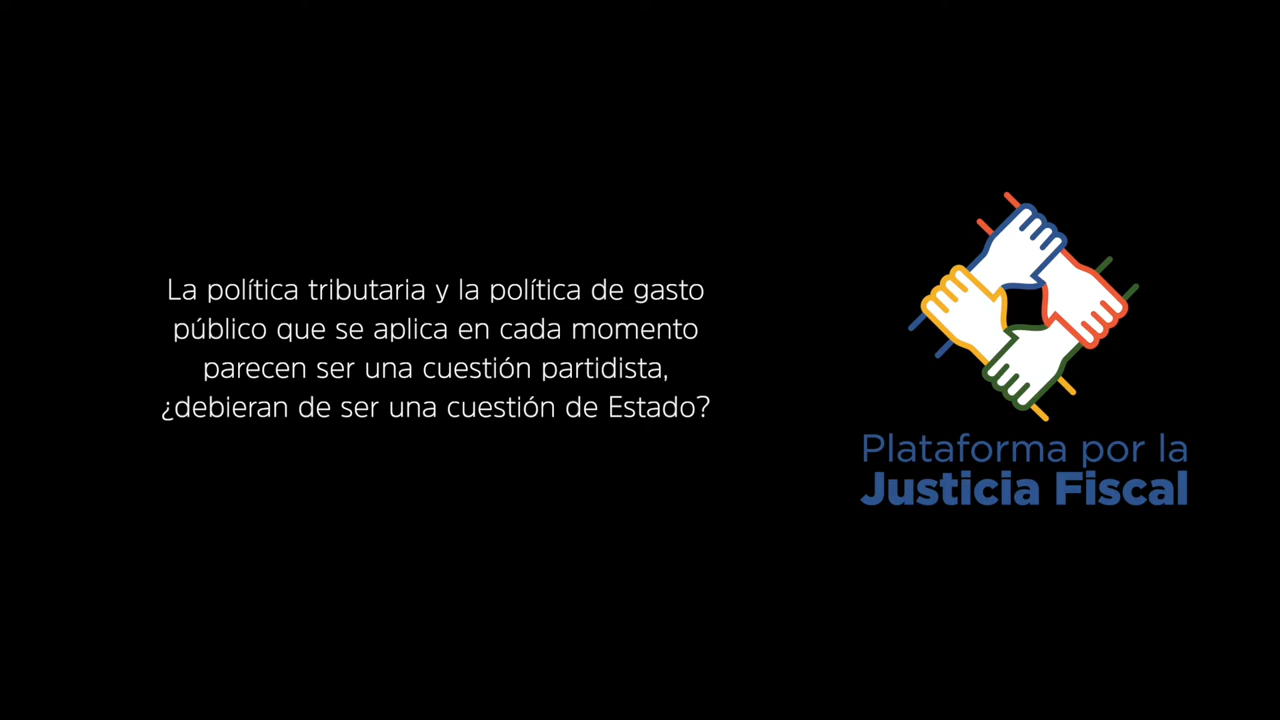 La política tributaria y la política de gasto
público que se aplica en cada momento
parecen ser una cuestión partidista,
¿debieran de ser una cuestión de Estado?
Plataforma por la
Justicia Fiscal